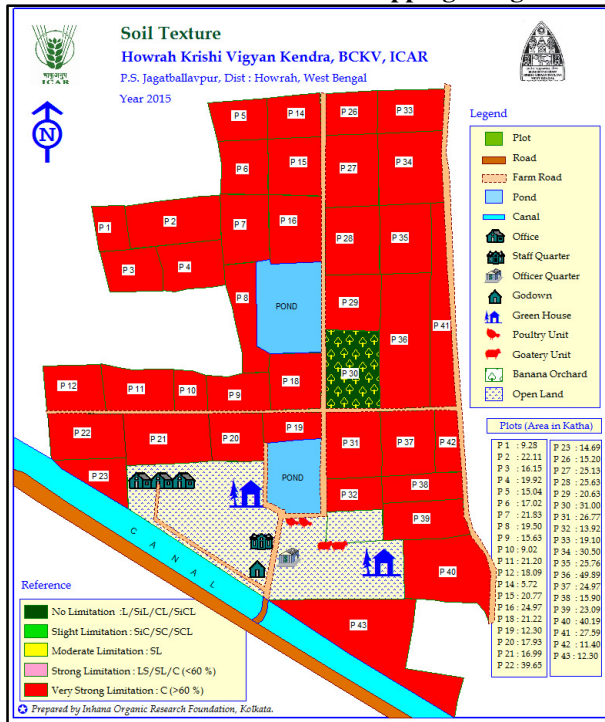 Soil Texture
Howrah Krishi Vigyan Kendra, BCKV, ICAR
P.S. Jagatballavpur, Dist : Howrah, West Bengal
Year 2015
ICAR
N
P 5
P 14
P 26
P 33
P 6
P 15
P 27
P 34
P 1
P 2
P 7
P 16
P 28
P 35
P 3
P 4
P 8
POND
P 29
P 36
P 41
P 30
P 12
P 11
P 10
P 9
P 18
P 22
P 21
P 20
P 19
P 31
P 37
P 42
P 23
POND
P 32
P 38
P 39
CANAL
P 40
P 43
Legend
Plot
Road
Farm Road
Pond
Canal
Office
Staff Quarter
Officer Quarter
Godown
Green House
Poultry Unit
Goatery Unit
Banana Orchard
Open Land
Plots (Area in Katha)
P 1 : 9.28
P 2 : 22.11
P 3 : 16.15
P 4 : 19.92
P 5 : 15.04
P 6 : 17.02
P 7 : 21.83
P 8 : 19.50
P 9 : 15.63
P 10 : 9.02
P 11 : 21.20
P 12 : 18.09
P 14 : 5.72
P 15 : 20.77
P 16 : 24.97
P 18 : 21.22
P 19 : 12.30
P 20 : 17.93
P 21 : 16.99
P 22 : 39.65
P 23 : 14.69
P 26 : 15.20
P 27 : 25.13
P 28 : 25.63
P 29 : 20.63
P 30 : 31.00
P 31 : 26.77
P 32 : 13.92
P 33 : 19.10
P 34 : 30.50
P 35 : 25.76
P 36 : 49.89
P 37 : 24.97
P 38 : 15.90
P 39 : 23.09
P 40 : 40.19
P 41 : 27.59
P 42 : 11.40
P 43 : 12.30
Reference
No Limitation :L/SiL/CL/SiCL
Slight Limitation : SiC/SC/SCL
Moderate Limitation : SL
Strong Limitation : LS/SL/C (<60 %)
Very Strong Limitation : C (>60 %)
Prepared by Inhana Organic Research Foundation, Kolkata.